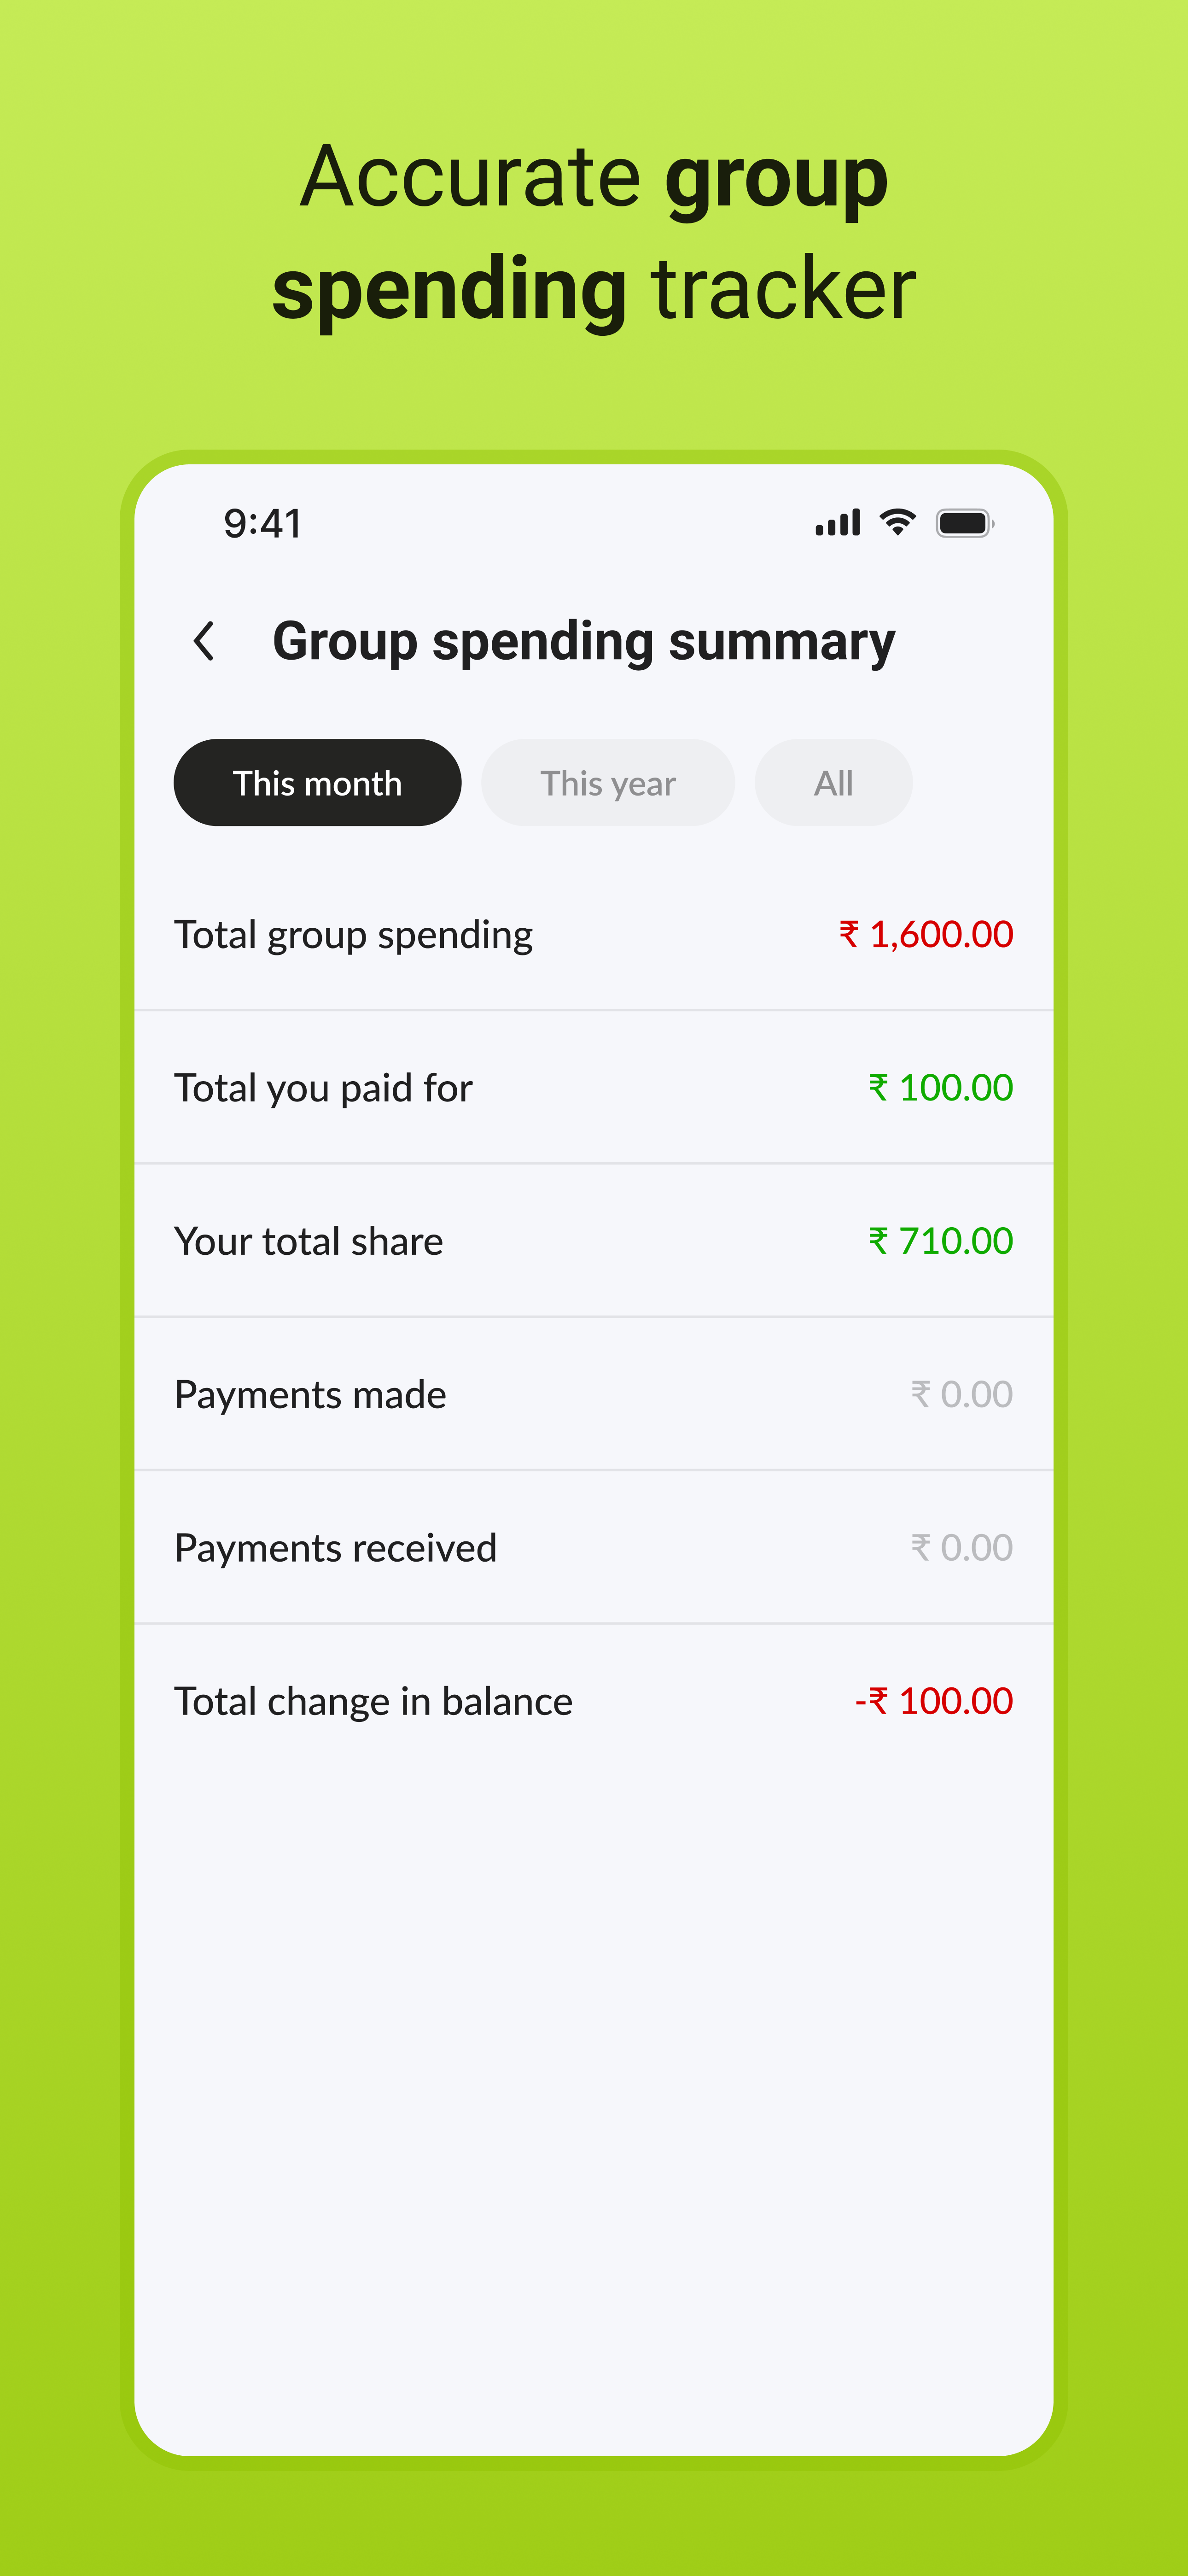 Accurate group
spending tracker
9:41
Group spending summary
This month
This year
All
Total group spending
₹ 1,600.00
Total you paid for
₹ 100.00
Your total share
₹ 710.00
Payments made
₹ 0.00
Payments received
₹ 0.00
Total change in balance
-₹ 100.00